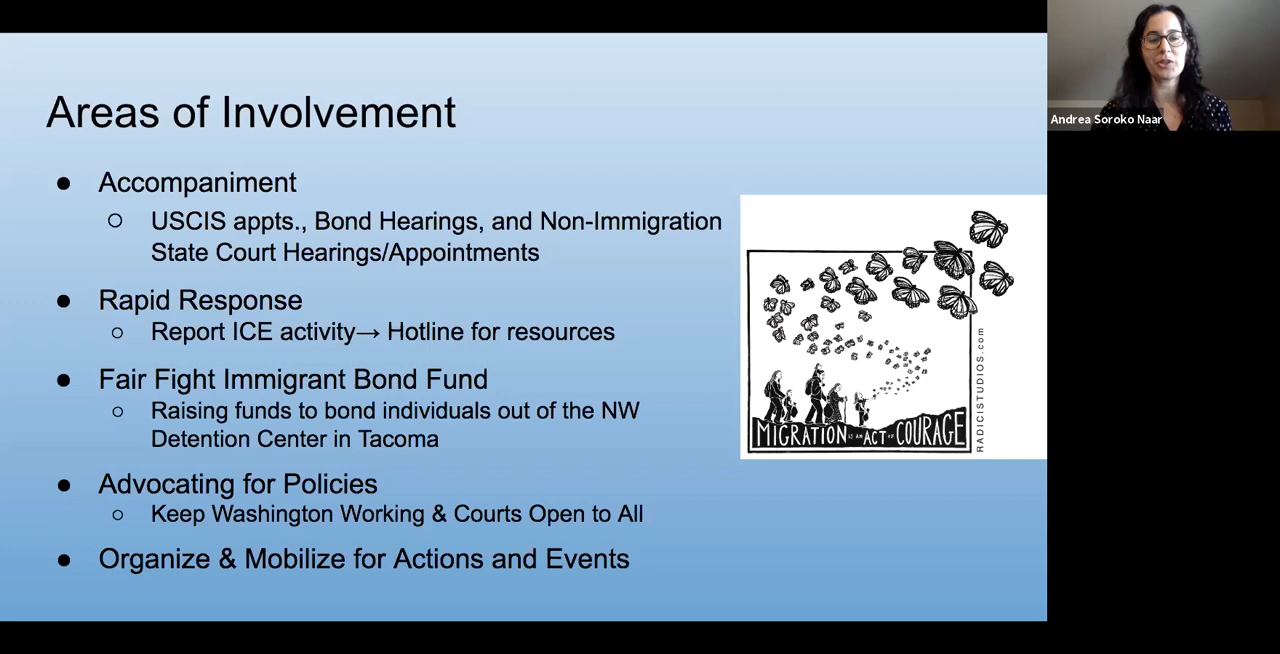 Areas of Involvement
● Accompaniment
○ USCIS appts., Bond Hearings, and Non-Immigration
State Court Hearings/Appointments
● Rapid Response
○ Report ICE activity→ Hotline for resources
● Fair Fight Immigrant Bond Fund
○ Raising funds to bond individuals out of the NW
Detention Center in Tacoma
● Advocating for Policies
○ Keep Washington Working & Courts Open to All
● Organize & Mobilize for Actions and Events
MIGRATION IS AN ACT OF COURAGE
RADICISTUDIOS.com
Andrea Soroko Naar